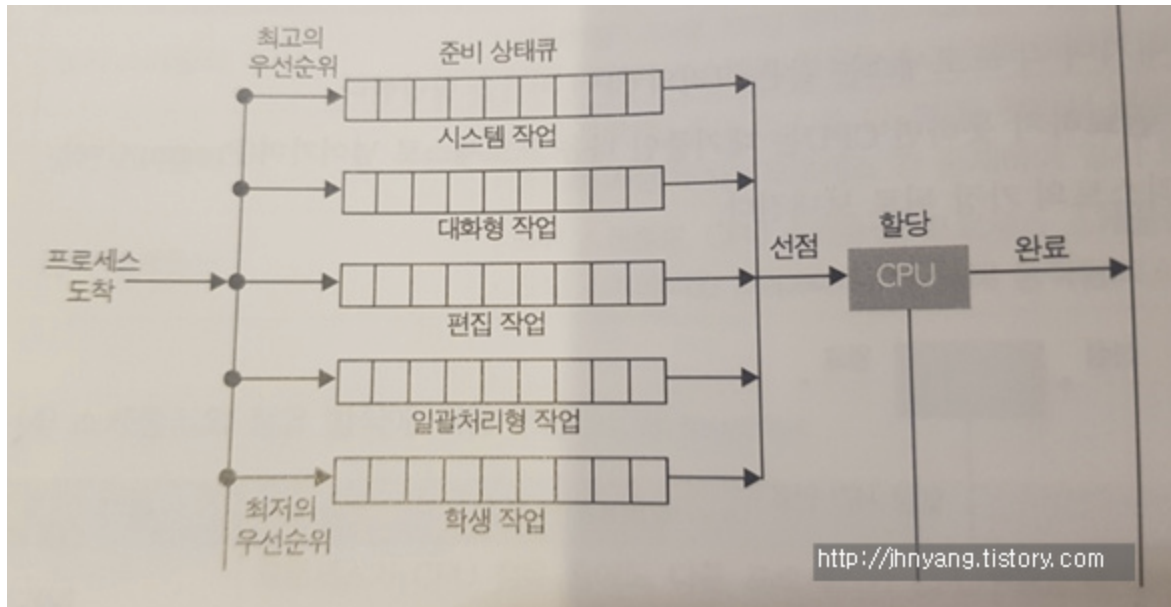 최고의
우선순위
준비 상태큐
시스템 작업
대화형 작업
프로세스
도착
편집 작업
선점
할당
CPU
완료
일괄처리형 작업
최저의
우선순위
학생 작업
http://jhnyang.tistory.com